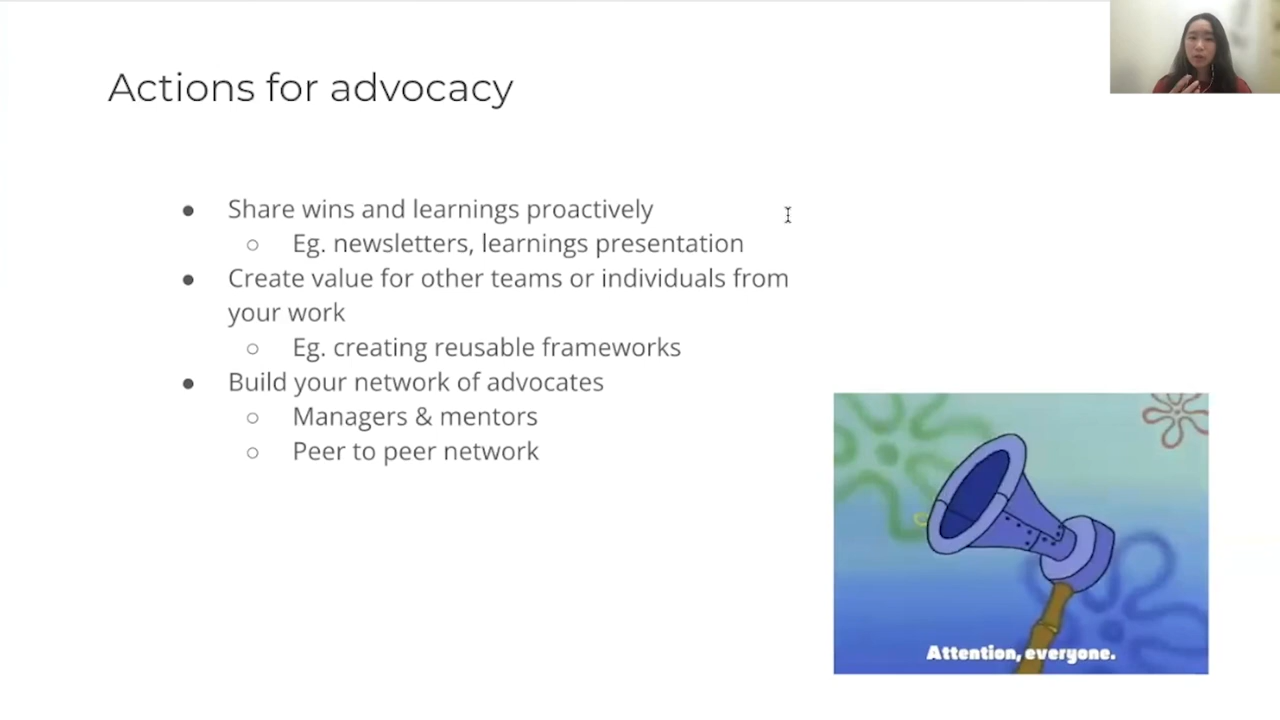 Actions for advocacy
● Share wins and learnings proactively
○ Eg. newsletters, learnings presentation
● Create value for other teams or individuals from
your work
○ Eg. creating reusable frameworks
● Build your network of advocates
○ Managers & mentors
○ Peer to peer network
Attention, everyone.